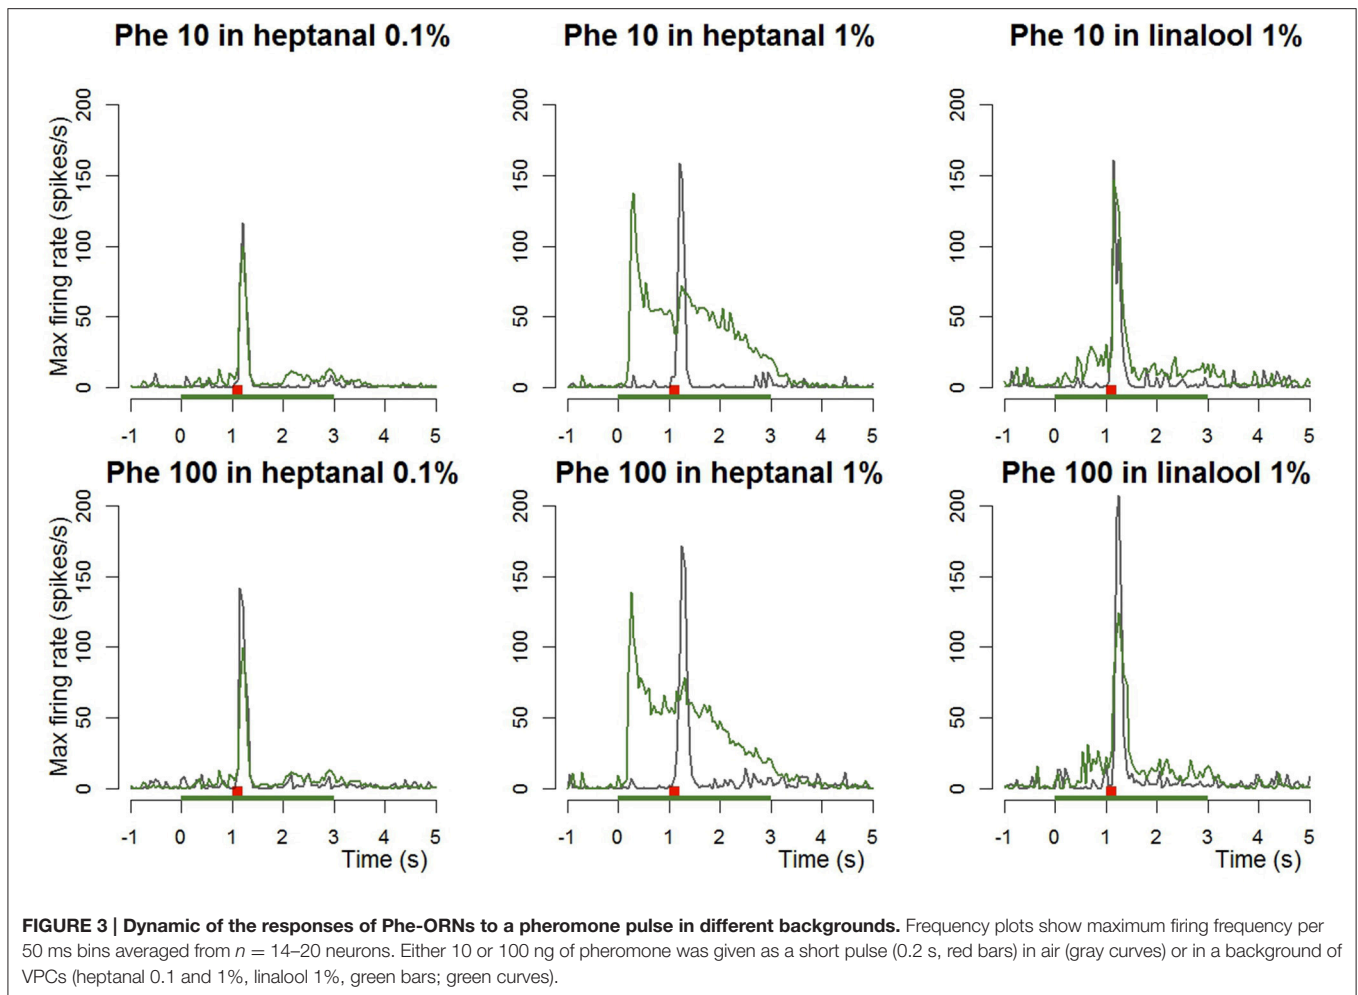 Phe 10 in heptanal 0.1%
Phe 10 in heptanal 1%
Phe 10 in linalool 1%
Max firing rate (spikes/s)
0 50 100 150 200
0 50 100 150 200
0 50 100 150 200
-1 0 1 2 3 4 5
-1 0 1 2 3 4 5
-1 0 1 2 3 4 5
Phe 100 in heptanal 0.1%
Phe 100 in heptanal 1%
Phe 100 in linalool 1%
Max firing rate (spikes/s)
0 50 100 150 200
0 50 100 150 200
0 50 100 150 200
-1 0 1 2 3 4 5
-1 0 1 2 3 4 5
-1 0 1 2 3 4 5
Time (s)
Time (s)
Time (s)
FIGURE 3 | Dynamic of the responses of Phe-ORNs to a pheromone pulse in different backgrounds. Frequency plots show maximum firing frequency per
50 ms bins averaged from n = 14–20 neurons. Either 10 or 100 ng of pheromone was given as a short pulse (0.2 s, red bars) in air (gray curves) or in a background of
VPCs (heptanal 0.1 and 1%, linalool 1%, green bars; green curves).